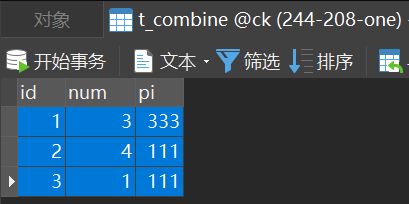 对象
t_combine @ck (244-208-one)
开始事务 文本 筛选 排序
id num pi
1 3 333
2 4 111
3 1 111